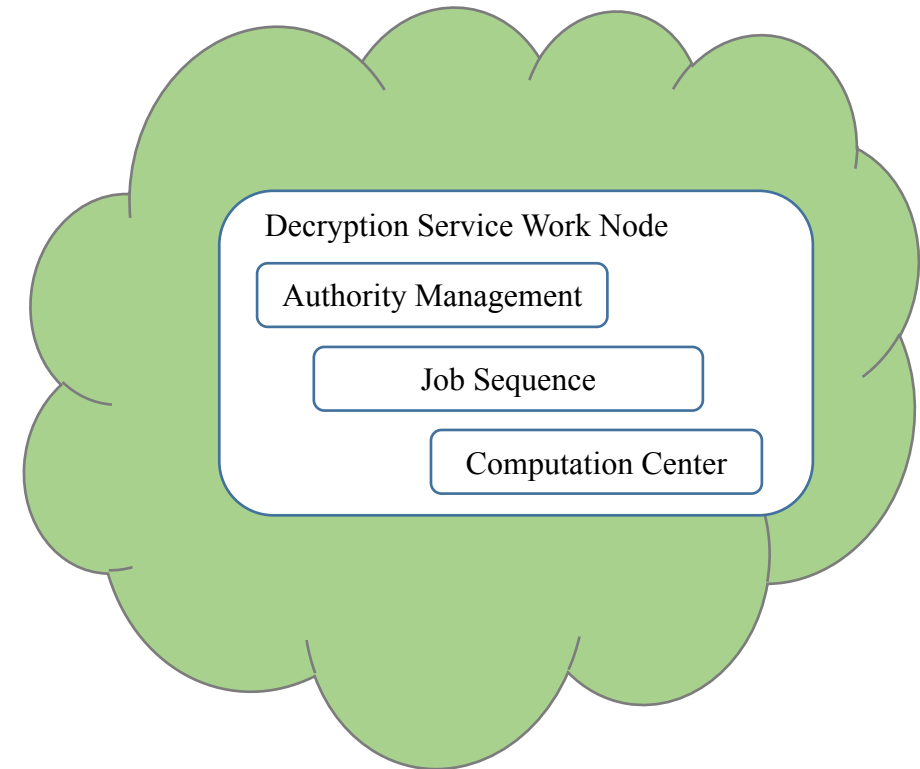 Decryption Service Work Node
Authority Management
Job Sequence
Computation Center